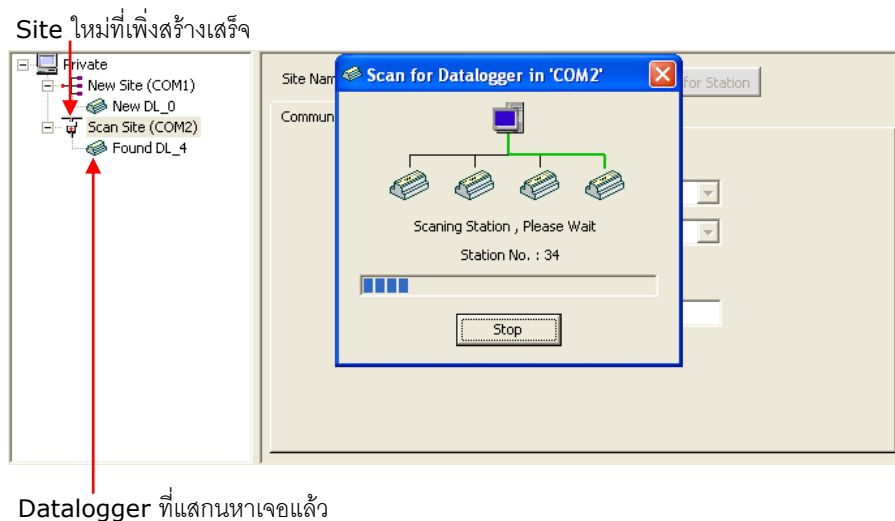 Site ใหม่ที่เพิ่งสร้างเสร็จ
Private
New Site (COM1)
New DL_0
Scan Site (COM2)
Found DL_4
Site Nam
for Station
Commun
Scan for Datalogger in 'COM2'
Scaning Station , Please Wait
Station No. : 34
Stop
Datalogger ที่แสกนหาเจอแล้ว